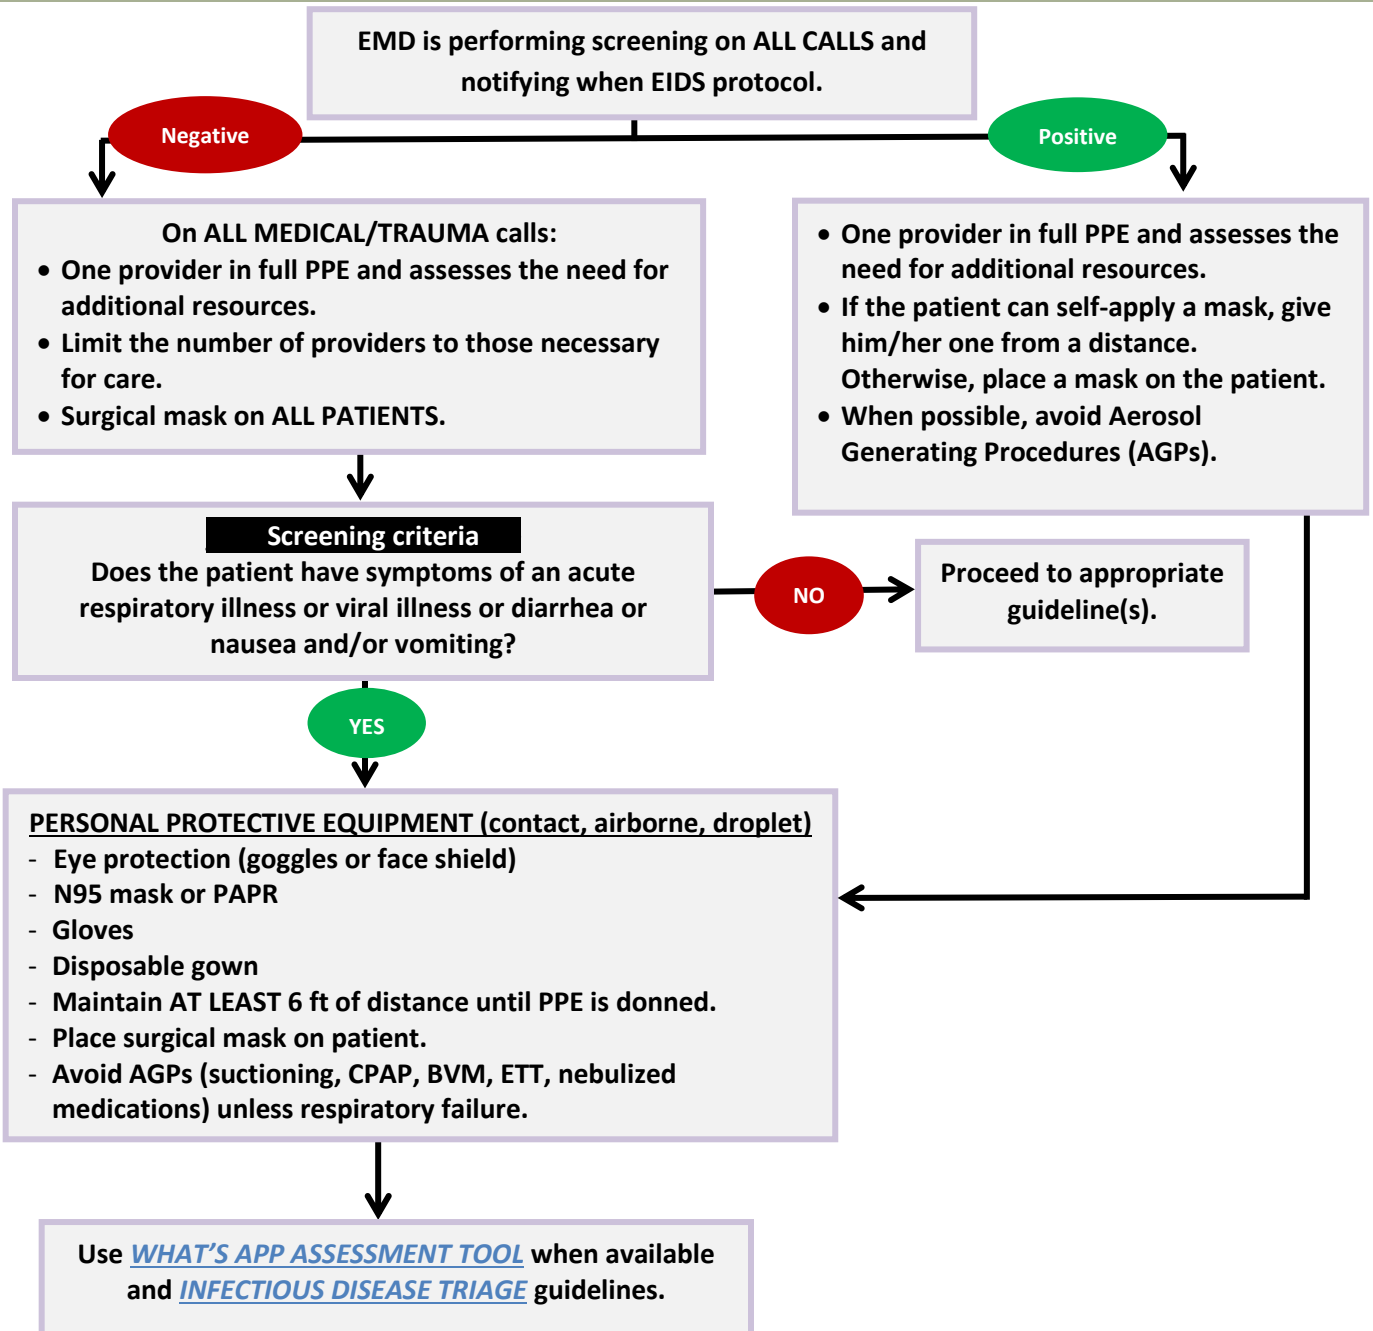 EMD is performing screening on ALL CALLS and
notifying when EIDS protocol.
Negative
Positive
On ALL MEDICAL/TRAUMA calls:
• One provider in full PPE and assesses the need for
additional resources.
• Limit the number of providers to those necessary
for care.
• Surgical mask on ALL PATIENTS.
• One provider in full PPE and assesses the
need for additional resources.
• If the patient can self-apply a mask, give
him/her one from a distance.
Otherwise, place a mask on the patient.
• When possible, avoid Aerosol
Generating Procedures (AGPs).
Screening criteria
Does the patient have symptoms of an acute
respiratory illness or viral illness or diarrhea or
nausea and/or vomiting?
NO
Proceed to appropriate
guideline(s).
YES
PERSONAL PROTECTIVE EQUIPMENT (contact, airborne, droplet)
- Eye protection (goggles or face shield)
- N95 mask or PAPR
- Gloves
- Disposable gown
- Maintain AT LEAST 6 ft of distance until PPE is donned.
- Place surgical mask on patient.
- Avoid AGPs (suctioning, CPAP, BVM, ETT, nebulized
medications) unless respiratory failure.
Use WHAT'S APP ASSESSMENT TOOL when available
and INFECTIOUS DISEASE TRIAGE guidelines.